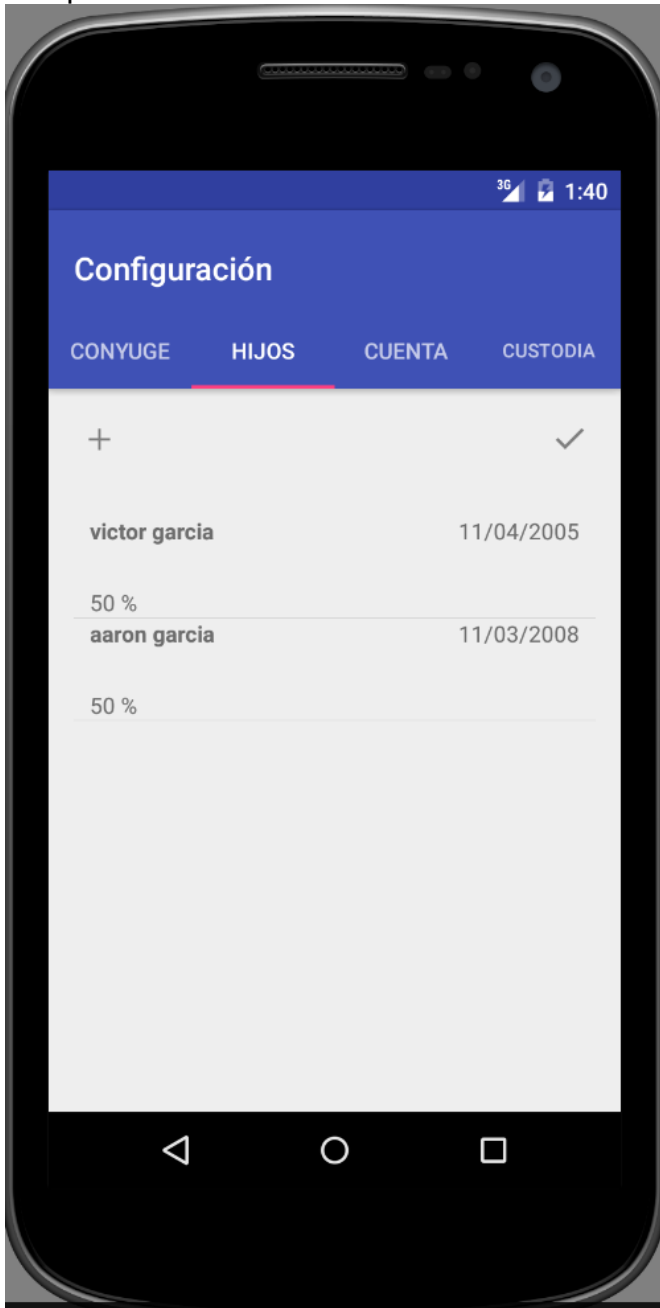 3G 1:40
Configuración
CONYUGE HIJOS CUENTA CUSTODIA
victor garcia 11/04/2005
50 %
aaron garcia 11/03/2008
50 %